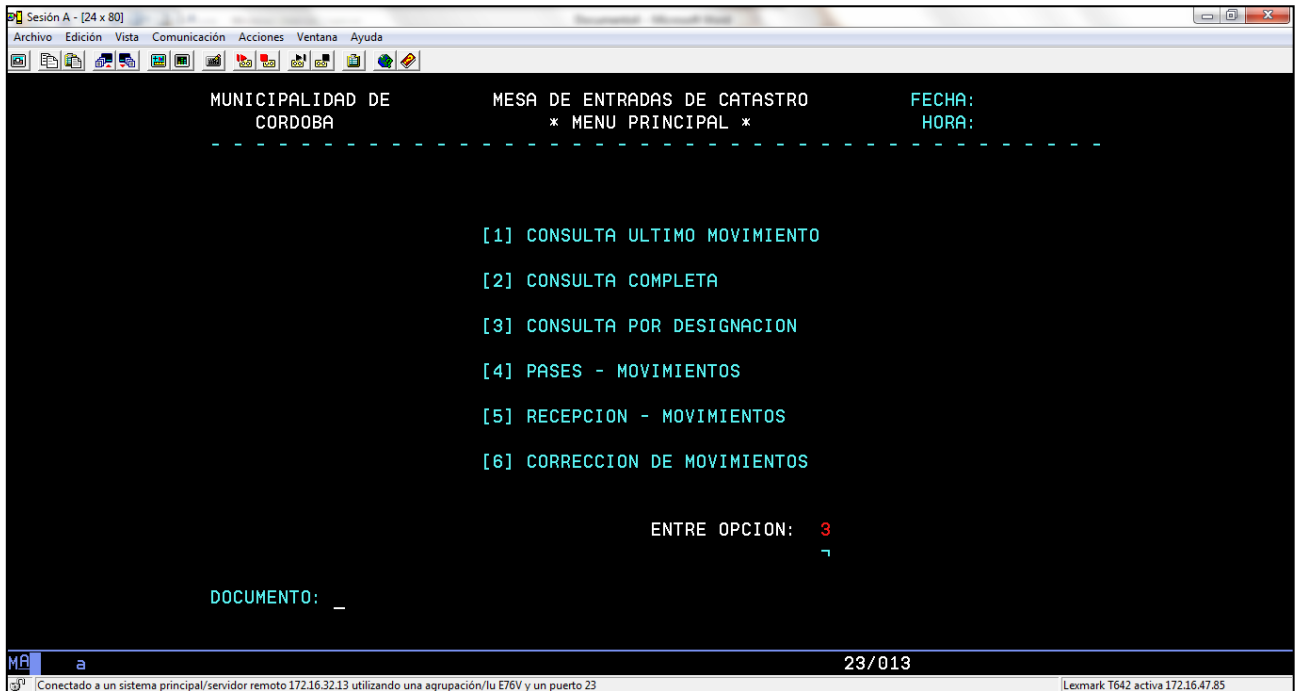 Sesión A - [24 x 80]
Archivo Edición Vista Comunicación Acciones Ventana Ayuda
MUNICIPALIDAD DE MESA DE ENTRADAS DE CATASTRO FECHA:
CORDOBA * MENU PRINCIPAL * HORA:
- - - - - - - - - - - - - - - - - - - - - - - - - - - - - - - - - - - - - - - -
[1] CONSULTA ULTIMO MOVIMIENTO
[2] CONSULTA COMPLETA
[3] CONSULTA POR DESIGNACION
[4] PASES - MOVIMIENTOS
[5] RECEPCION - MOVIMIENTOS
[6] CORRECCION DE MOVIMIENTOS
ENTRE OPCION: 3
¬
DOCUMENTO: _
MA a 23/013
Conectado a un sistema principal/servidor remoto 172.16.32.13 utilizando una agrupación/lu E76V y un puerto 23 Lexmark T642 activa 172.16.47.85